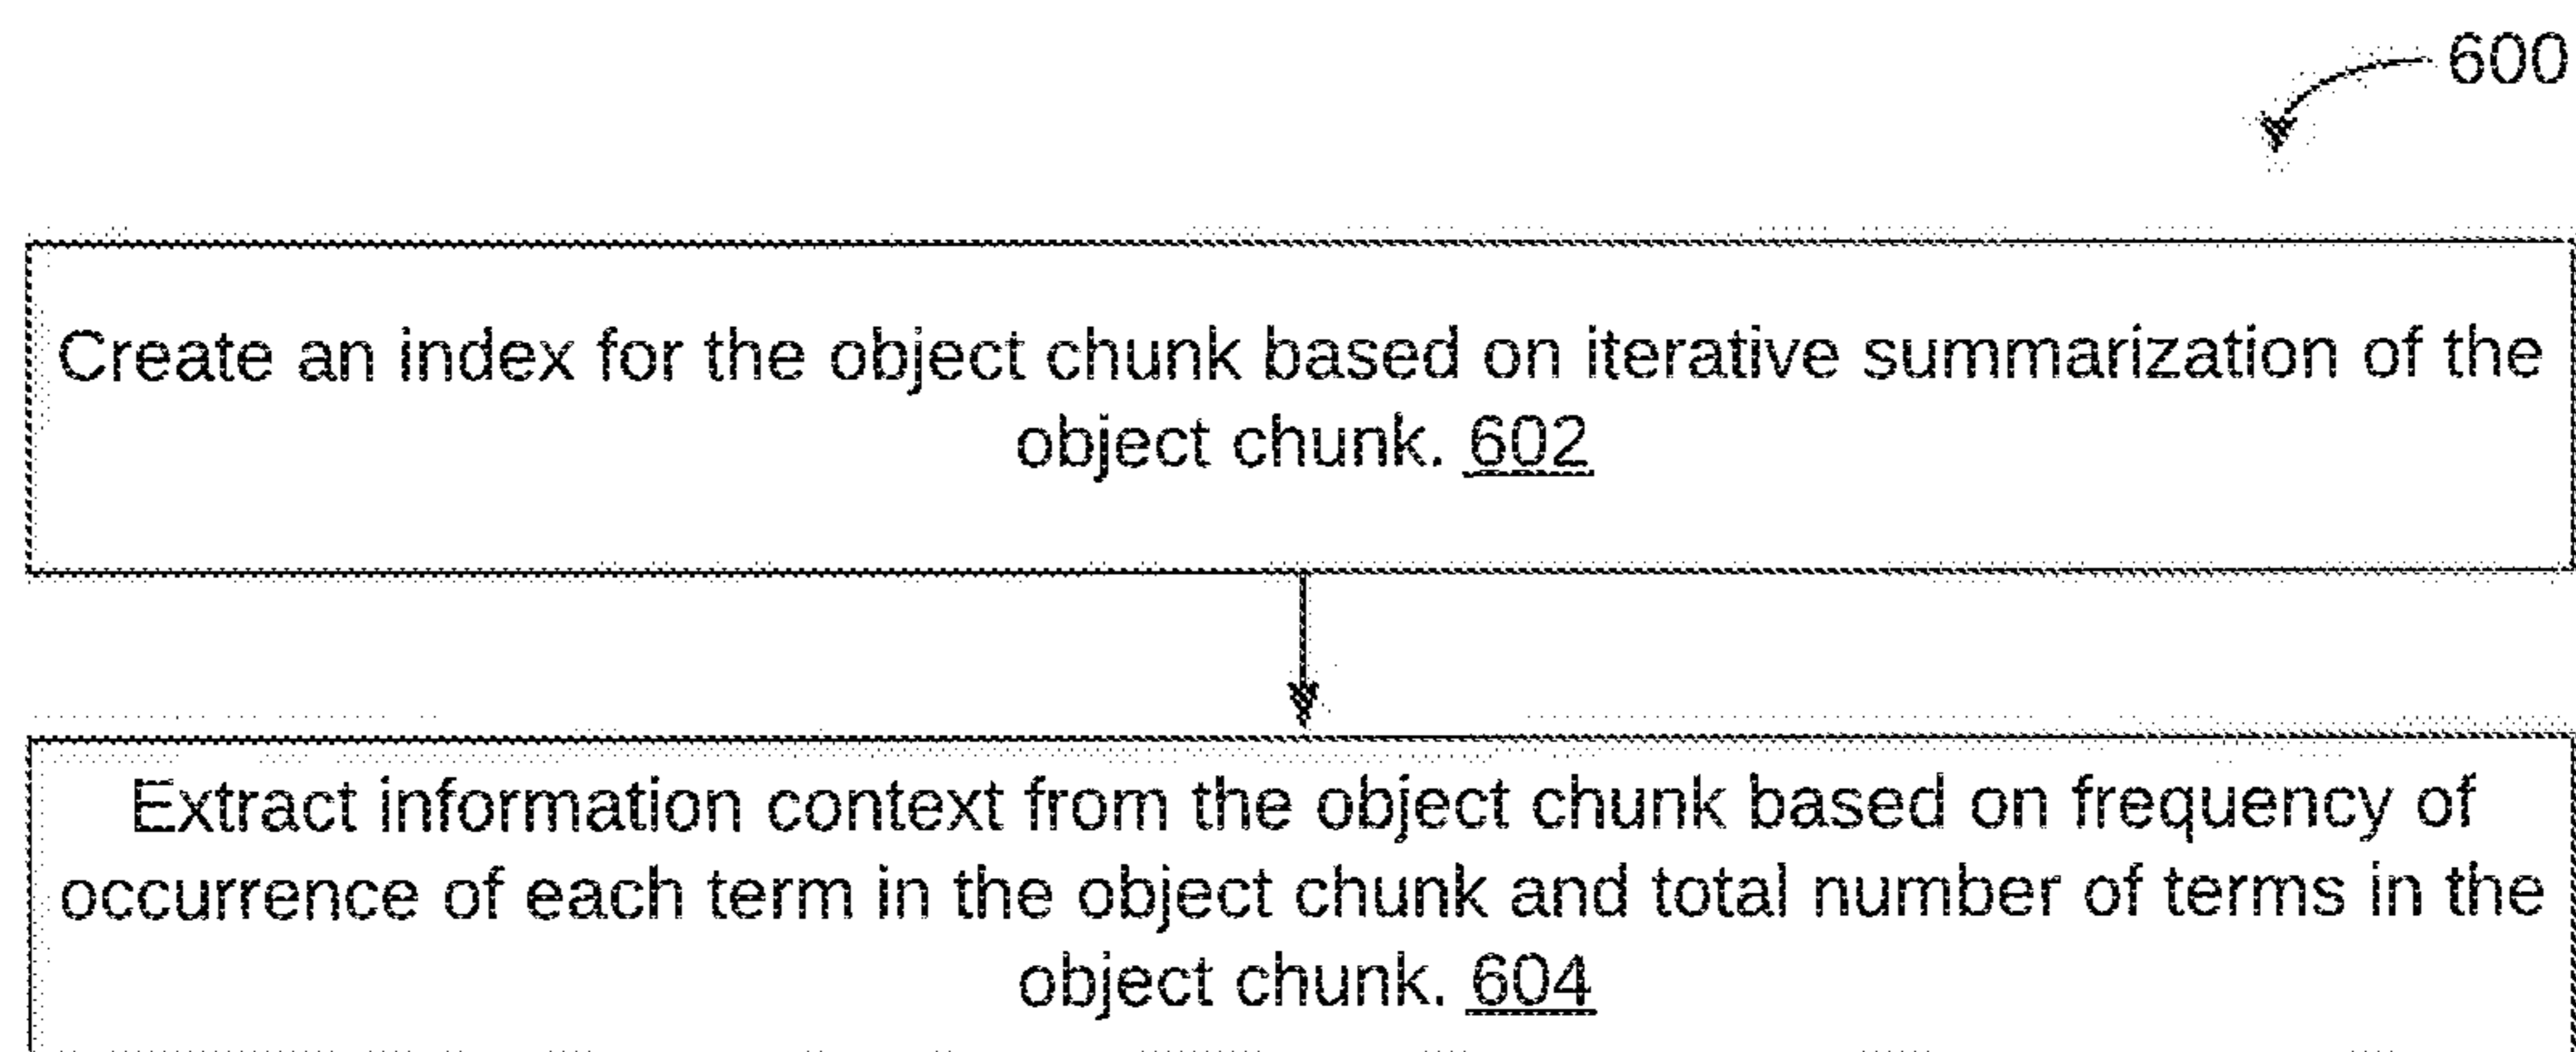 600
Create an index for the object chunk based on iterative summarization of the
object chunk. 602
Extract information context from the object chunk based on frequency of
occurrence of each term in the object chunk and total number of terms in the
object chunk. 604